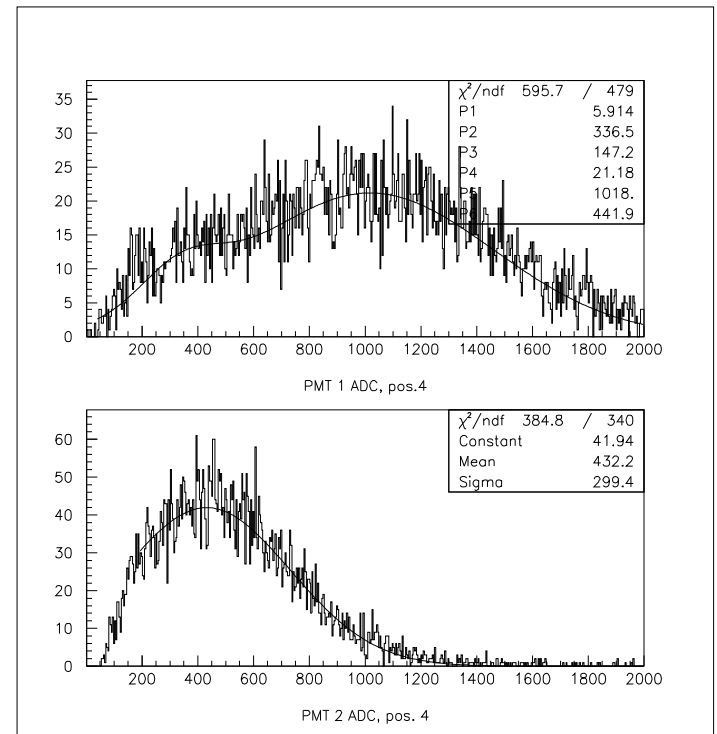 χ²/ndf 595.7 / 479
P1 5.914
P2 336.5
P3 147.2
P4 21.18
P5 1018.
P6 441.9
35
30
25
20
15
10
5
0
200 400 600 800 1000 1200 1400 1600 1800 2000
PMT 1 ADC, pos.4
χ²/ndf 384.8 / 340
Constant 41.94
Mean 432.2
Sigma 299.4
60
50
40
30
20
10
0
200 400 600 800 1000 1200 1400 1600 1800 2000
PMT 2 ADC, pos. 4